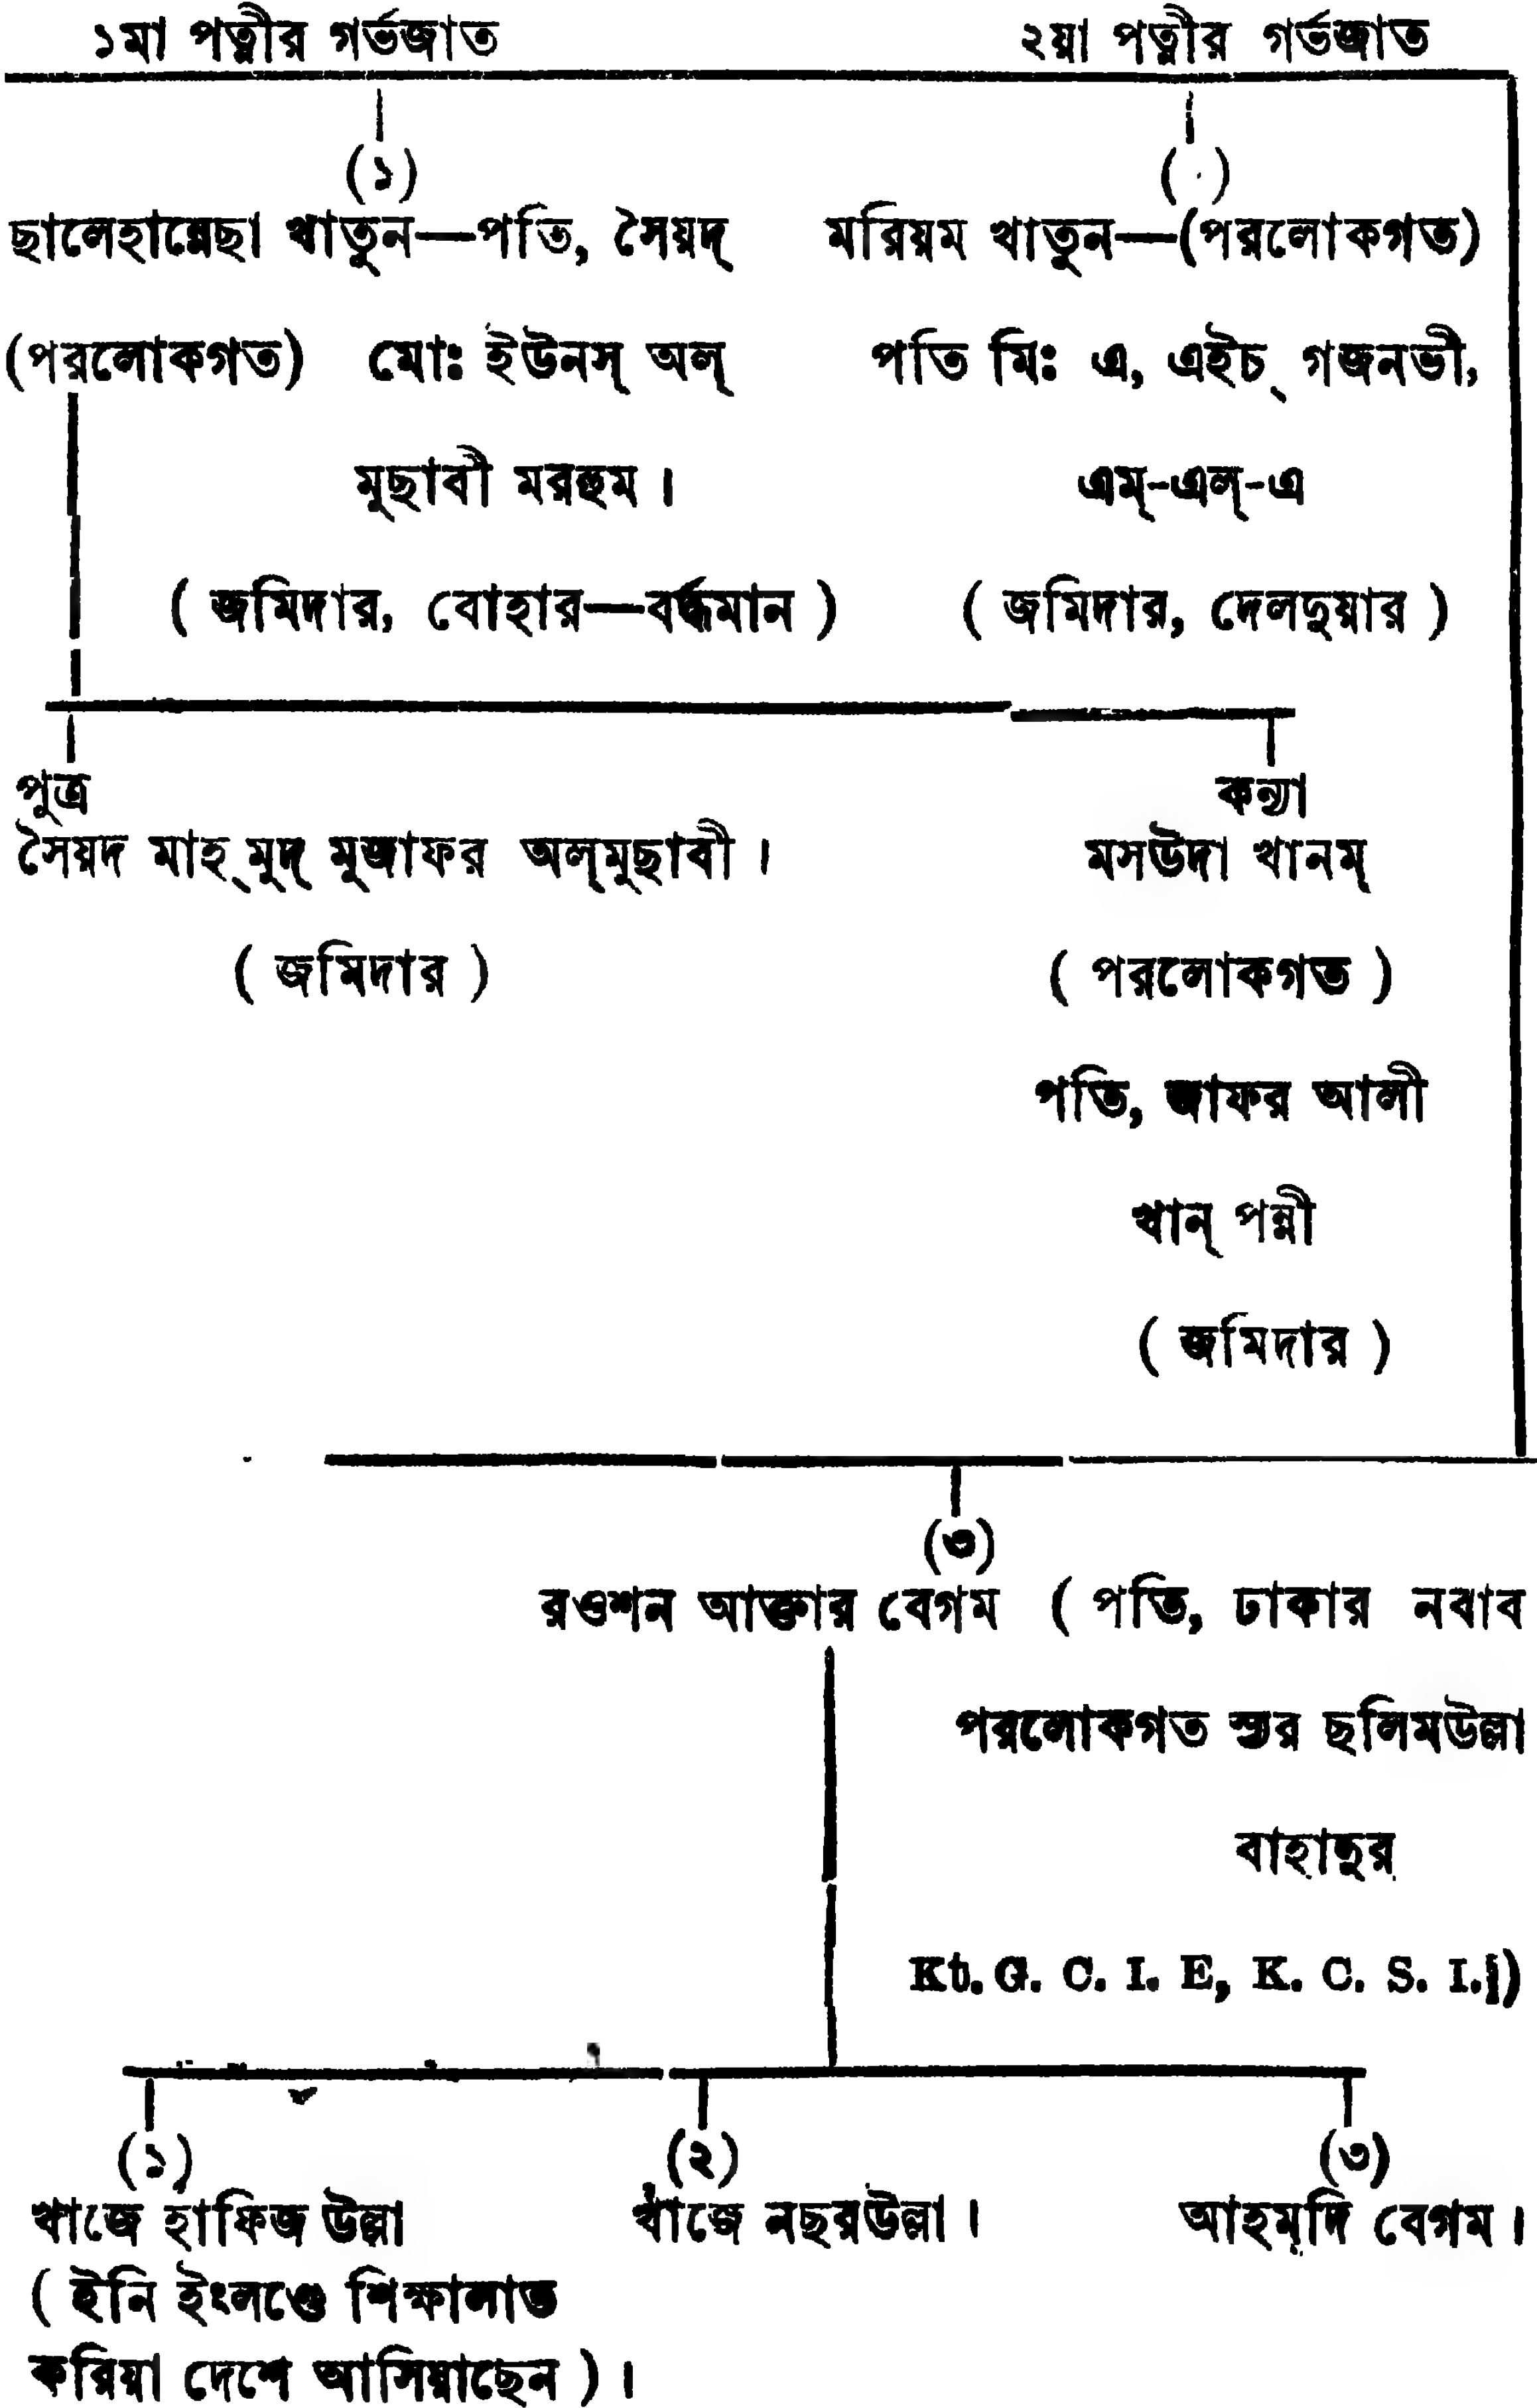 ১মা পত্নীর গর্ভজাত ২য়া পত্নীর গর্ভজাত
(১)
ছালেহান্নেছা খাতুন—পতি, সৈয়দ্ মরিয়ম খাতুন—(পরলোকগত)
(পরলোকগত) মোঃ ইউনস্ অল্ পতি মিঃ এ, এইচ্ গজনভী,
মুছাবী মরহুম। এম্-এল্-এ
( জমিদার, বোহার—বর্দ্ধমান ) ( জমিদার, দেলদুয়ার )
পুত্র কন্যা
সৈয়দ মাহ্মুদ্ মুজাফর অল্মুছাবী। মসউদা খানম্
( জমিদার ) ( পরলোকগত )
পতি, জাফর আলী
খান্ পন্নী
( জমিদার )
(৩)
রওশন আক্তার বেগম ( পতি, ঢাকার নবাব
পরলোকগত স্যর ছলিমউল্লা
বাহাদুর
Kt. G. C. I. E, K. C. S. I.)
(১) (২) (৩)
খাজে হাফিজ উল্লা খাঁজে নছরউল্লা। আহম্দি বেগম।
( ইনি ইংলণ্ডে শিক্ষালাভ
করিয়া দেশে আসিয়াছেন )।